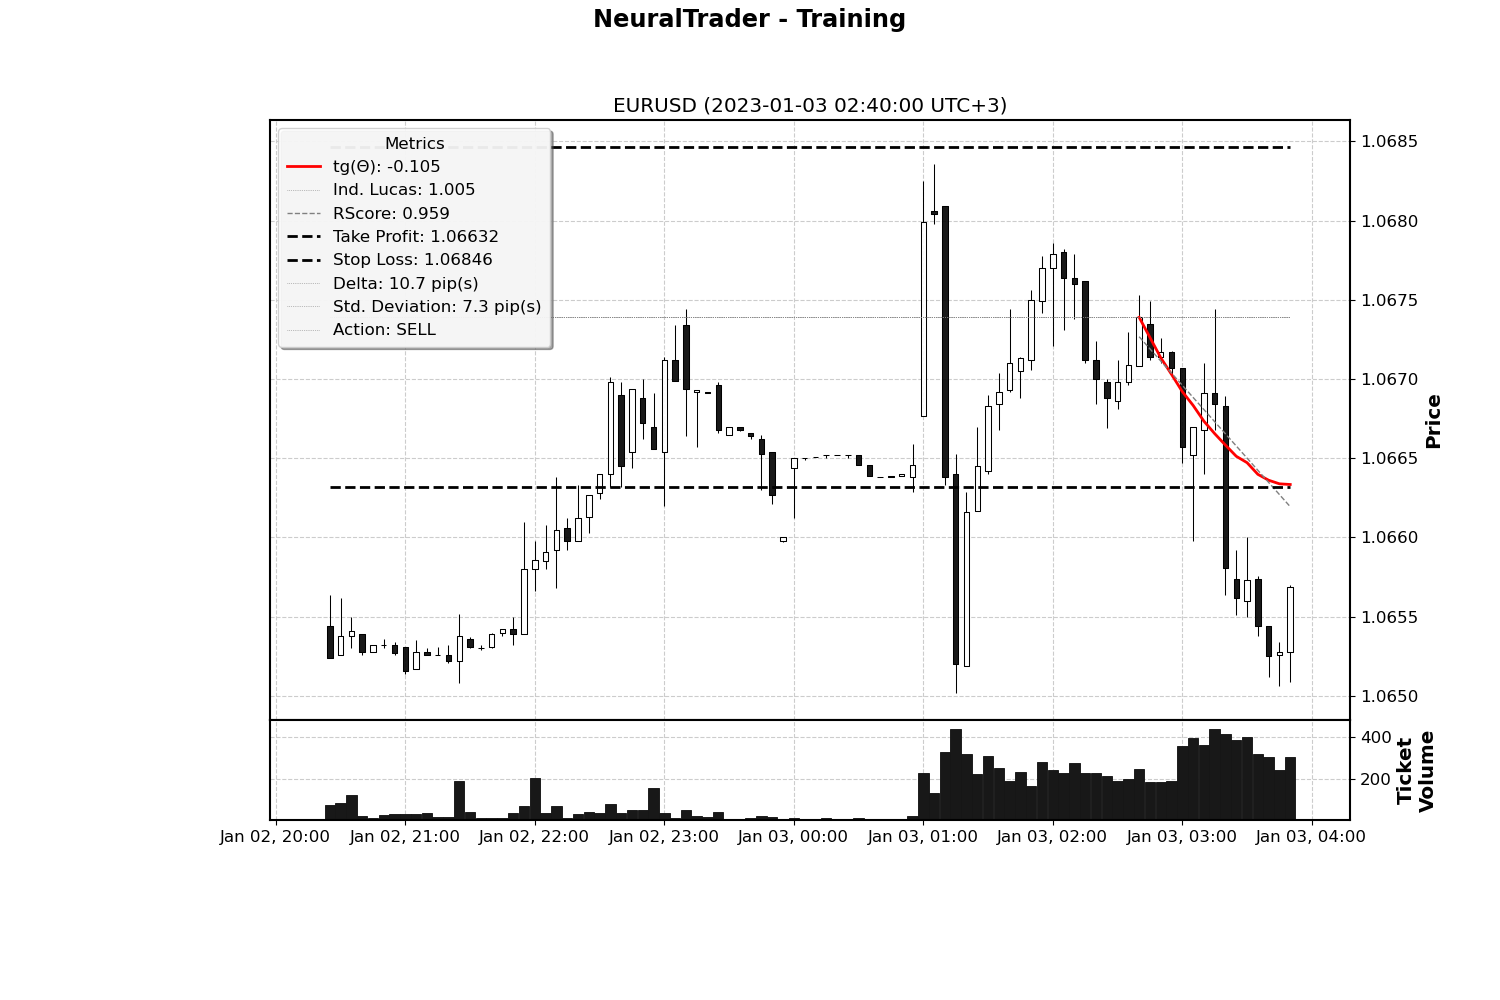 NeuralTrader - Training
EURUSD (2023-01-03 02:40:00 UTC+3)
Metrics
tg(Θ): -0.105
Ind. Lucas: 1.005
RScore: 0.959
Take Profit: 1.06632
Stop Loss: 1.06846
Delta: 10.7 pip(s)
Std. Deviation: 7.3 pip(s)
Action: SELL
1.0685
1.0680
1.0675
1.0670
1.0665
1.0660
1.0655
1.0650
Price
400
200
Ticket
Volume
Jan 02, 20:00
Jan 02, 21:00
Jan 02, 22:00
Jan 02, 23:00
Jan 03, 00:00
Jan 03, 01:00
Jan 03, 02:00
Jan 03, 03:00
Jan 03, 04:00